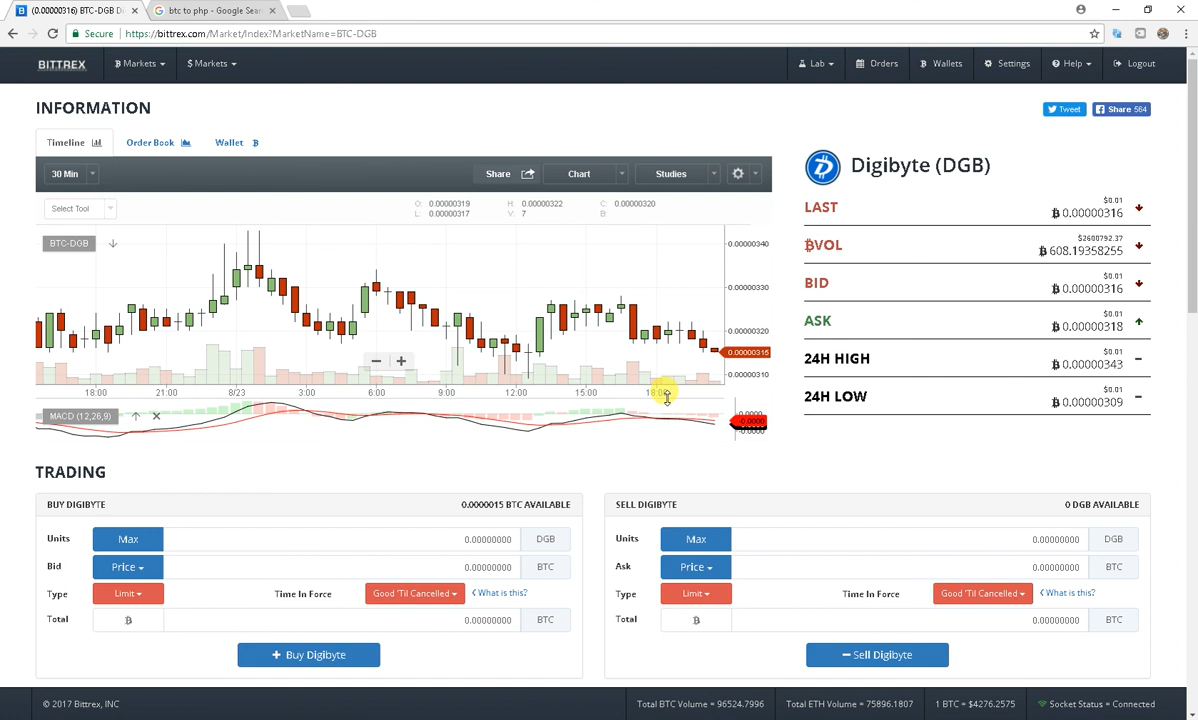 (0.00000316) BTC-DGB D
btc to php - Google Sear
Secure https://bittrex.com/Market/Index?MarketName=BTC-DGB
BITTREX
Ƀ Markets
$ Markets
Lab
Orders
Wallets
Settings
Help
Logout
INFORMATION
Tweet
Share 564
Timeline
Order Book
Wallet
30 Min
Share
Chart
Studies
Select Tool
O: 0.00000319 H: 0.00000322 C: 0.00000320
L: 0.00000317 V: 7 B:
BTC-DGB
0.00000340
0.00000330
0.00000320
0.00000315
0.00000310
18:00 21:00 8/23 3:00 6:00 9:00 12:00 15:00 18:00
MACD (12,26,9)
0.0000
-0.0000
-0.0000
Digibyte (DGB)
$0.01
LAST Ƀ 0.00000316
$2600792.37
ɃVOL Ƀ 608.19358255
$0.01
BID Ƀ 0.00000316
$0.01
ASK Ƀ 0.00000318
$0.01
24H HIGH Ƀ 0.00000343
$0.01
24H LOW Ƀ 0.00000309
TRADING
BUY DIGIBYTE 0.0000015 BTC AVAILABLE
Units Max 0.00000000 DGB
Bid Price 0.00000000 BTC
Type Limit Time In Force Good 'Til Cancelled What is this?
Total Ƀ 0.00000000 BTC
+ Buy Digibyte
SELL DIGIBYTE 0 DGB AVAILABLE
Units Max 0.00000000 DGB
Ask Price 0.00000000 BTC
Type Limit Time In Force Good 'Til Cancelled What is this?
Total Ƀ 0.00000000 BTC
− Sell Digibyte
© 2017 Bittrex, INC
Total BTC Volume = 96524.7996
Total ETH Volume = 75896.1807
1 BTC = $4276.2575
Socket Status = Connected